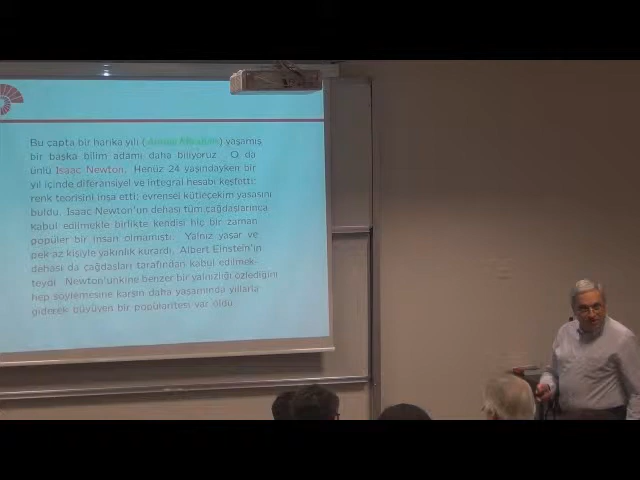 Bu çapta bir harika yılı (Annus Mirabilis) yaşamış
bir başka bilim adamı daha biliyoruz . O da
ünlü Isaac Newton. Henüz 24 yaşındayken bir
yıl içinde diferansiyel ve integral hesabı keşfetti;
renk teorisini inşa etti; evrensel kütleçekim yasasını
buldu. Isaac Newton'un dehası tüm çağdaşlarınca
kabul edilmekle birlikte kendisi hiç bir zaman
popüler bir insan olmamıştı. Yalnız yaşar ve
pek az kişiyle yakınlık kurardı. Albert Einstein'in
dehası da çağdaşları tarafından kabul edilmek-
teydi Newton'unkine benzer bir yalnızlığı özlediğini
hep söylemesine karşın daha yaşamında yıllarla
giderek büyüyen bir popülaritesi var oldu.